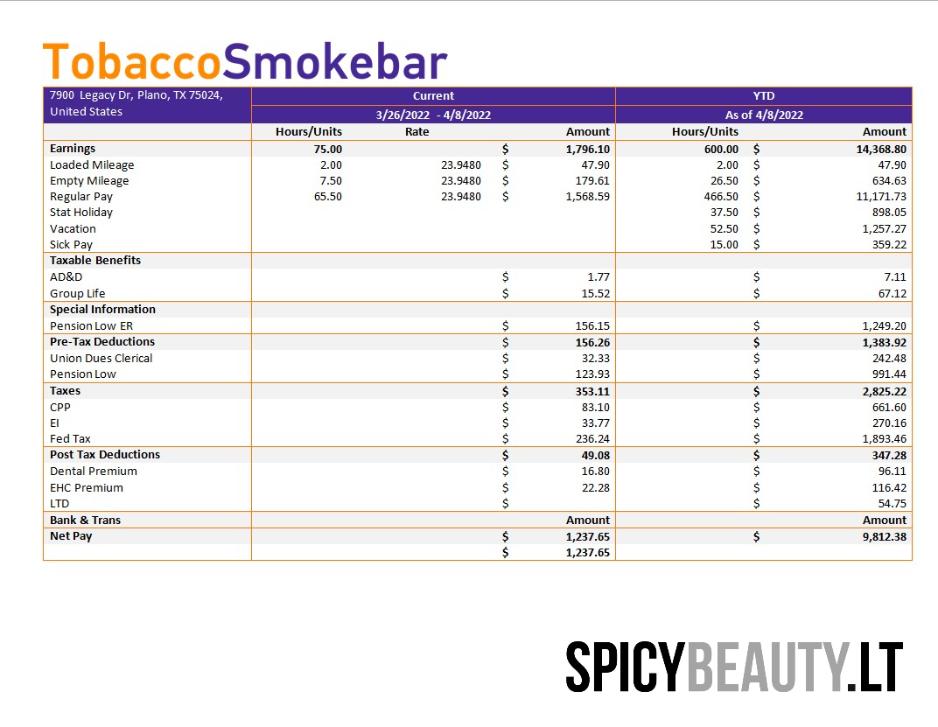 TobaccoSmokebar
7900 Legacy Dr, Plano, TX 75024, Current YTD
United States 3/26/2022 - 4/8/2022 As of 4/8/2022
Hours/Units Rate Amount Hours/Units Amount
Earnings 75.00 $ 1,796.10 600.00 $ 14,368.80
Loaded Mileage 2.00 23.9480 $ 47.90 2.00 $ 47.90
Empty Mileage 7.50 23.9480 $ 179.61 26.50 $ 634.63
Regular Pay 65.50 23.9480 $ 1,568.59 466.50 $ 11,171.73
Stat Holiday 37.50 $ 898.05
Vacation 52.50 $ 1,257.27
Sick Pay 15.00 $ 359.22
Taxable Benefits
AD&D $ 1.77 $ 7.11
Group Life $ 15.52 $ 67.12
Special Information
Pension Low ER $ 156.15 $ 1,249.20
Pre-Tax Deductions $ 156.26 $ 1,383.92
Union Dues Clerical $ 32.33 $ 242.48
Pension Low $ 123.93 $ 991.44
Taxes $ 353.11 $ 2,825.22
CPP $ 83.10 $ 661.60
EI $ 33.77 $ 270.16
Fed Tax $ 236.24 $ 1,893.46
Post Tax Deductions $ 49.08 $ 347.28
Dental Premium $ 16.80 $ 96.11
EHC Premium $ 22.28 $ 116.42
LTD $ $ 54.75
Bank & Trans Amount Amount
Net Pay $ 1,237.65 $ 9,812.38
$ 1,237.65
SPICYBEAUTY.LT